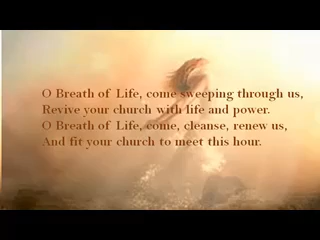 O Breath of Life, come sweeping through us,
Revive your church with life and power.
O Breath of Life, come, cleanse, renew us,
And fit your church to meet this hour.